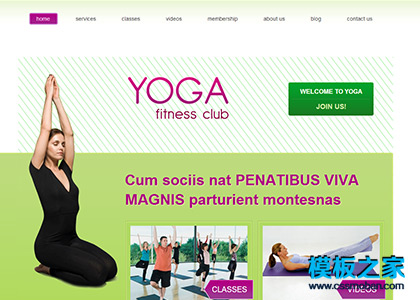 home services classes videos membership about us blog contact us
YOGA
fitness club
WELCOME TO YOGA
JOIN US!
Cum sociis nat PENATIBUS VIVA
MAGNIS parturient montesnas
CLASSES
VIDEOS
模板之家
www.cssmoban.com